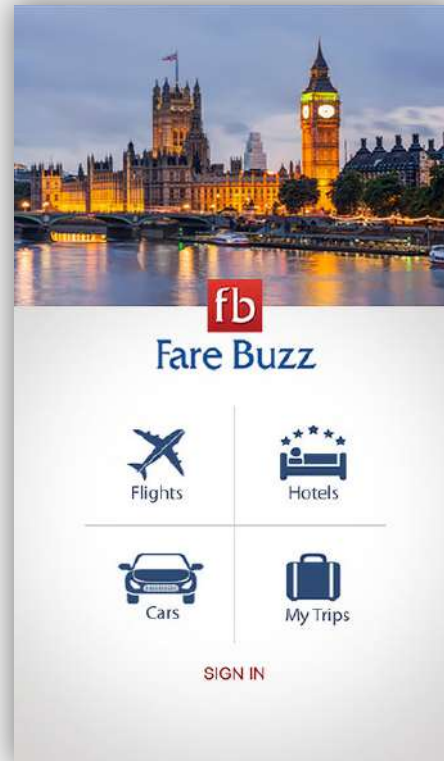 fb
Fare Buzz
Flights
Hotels
Cars
My Trips
SIGN IN